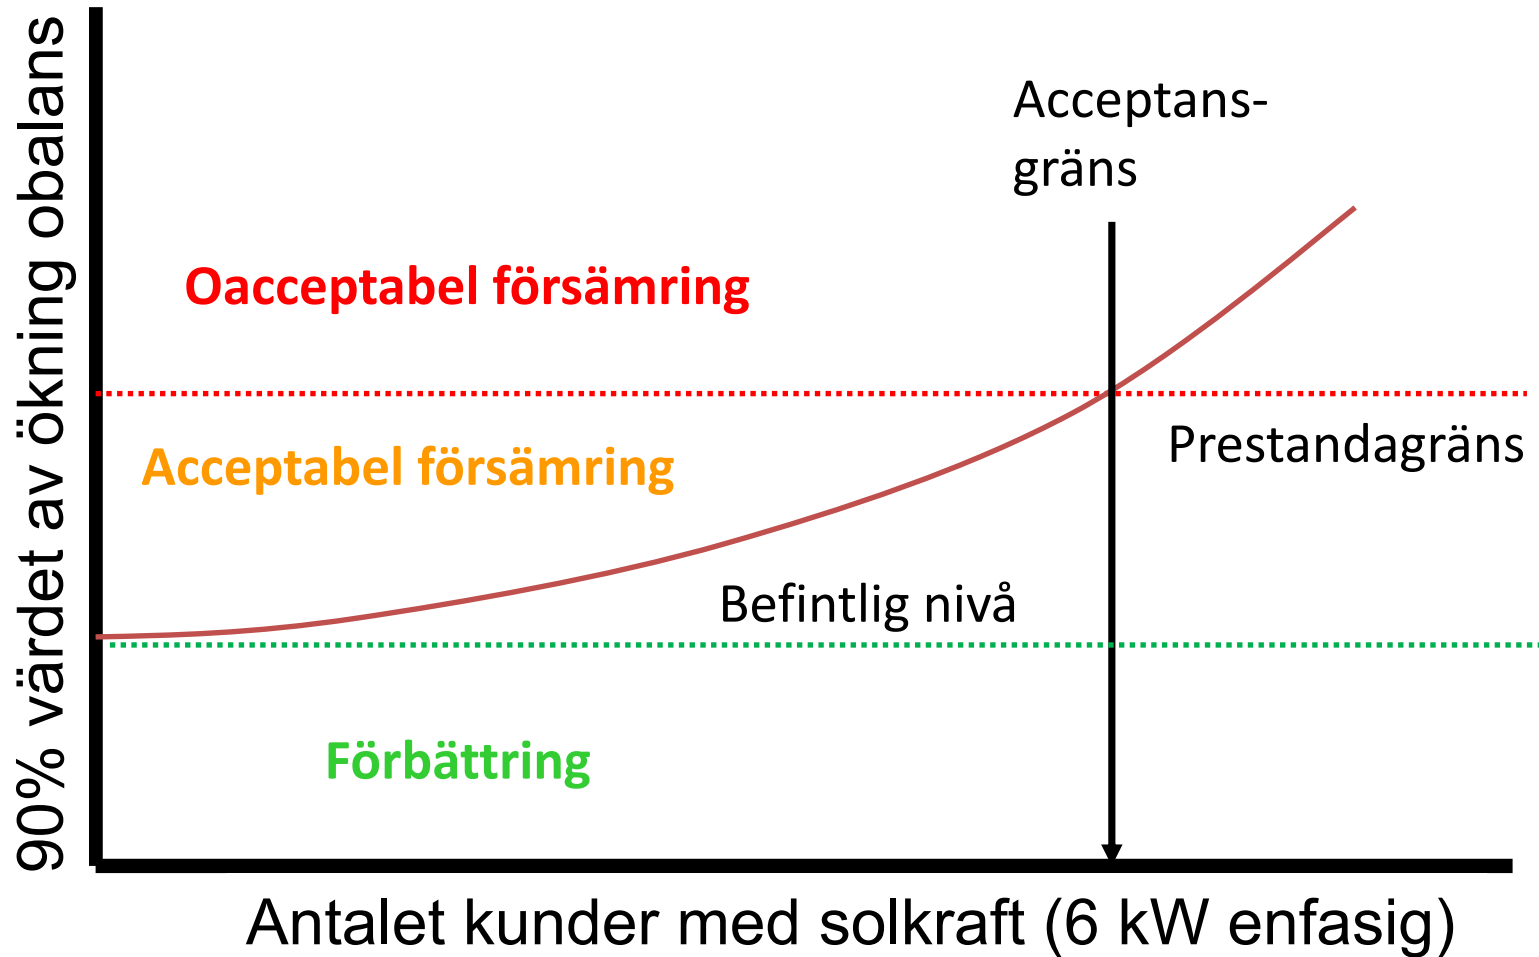 90% värdet av ökning obalans
Acceptans-
gräns
Oacceptabel försämring
Prestandagräns
Acceptabel försämring
Befintlig nivå
Förbättring
Antalet kunder med solkraft (6 kW enfasig)